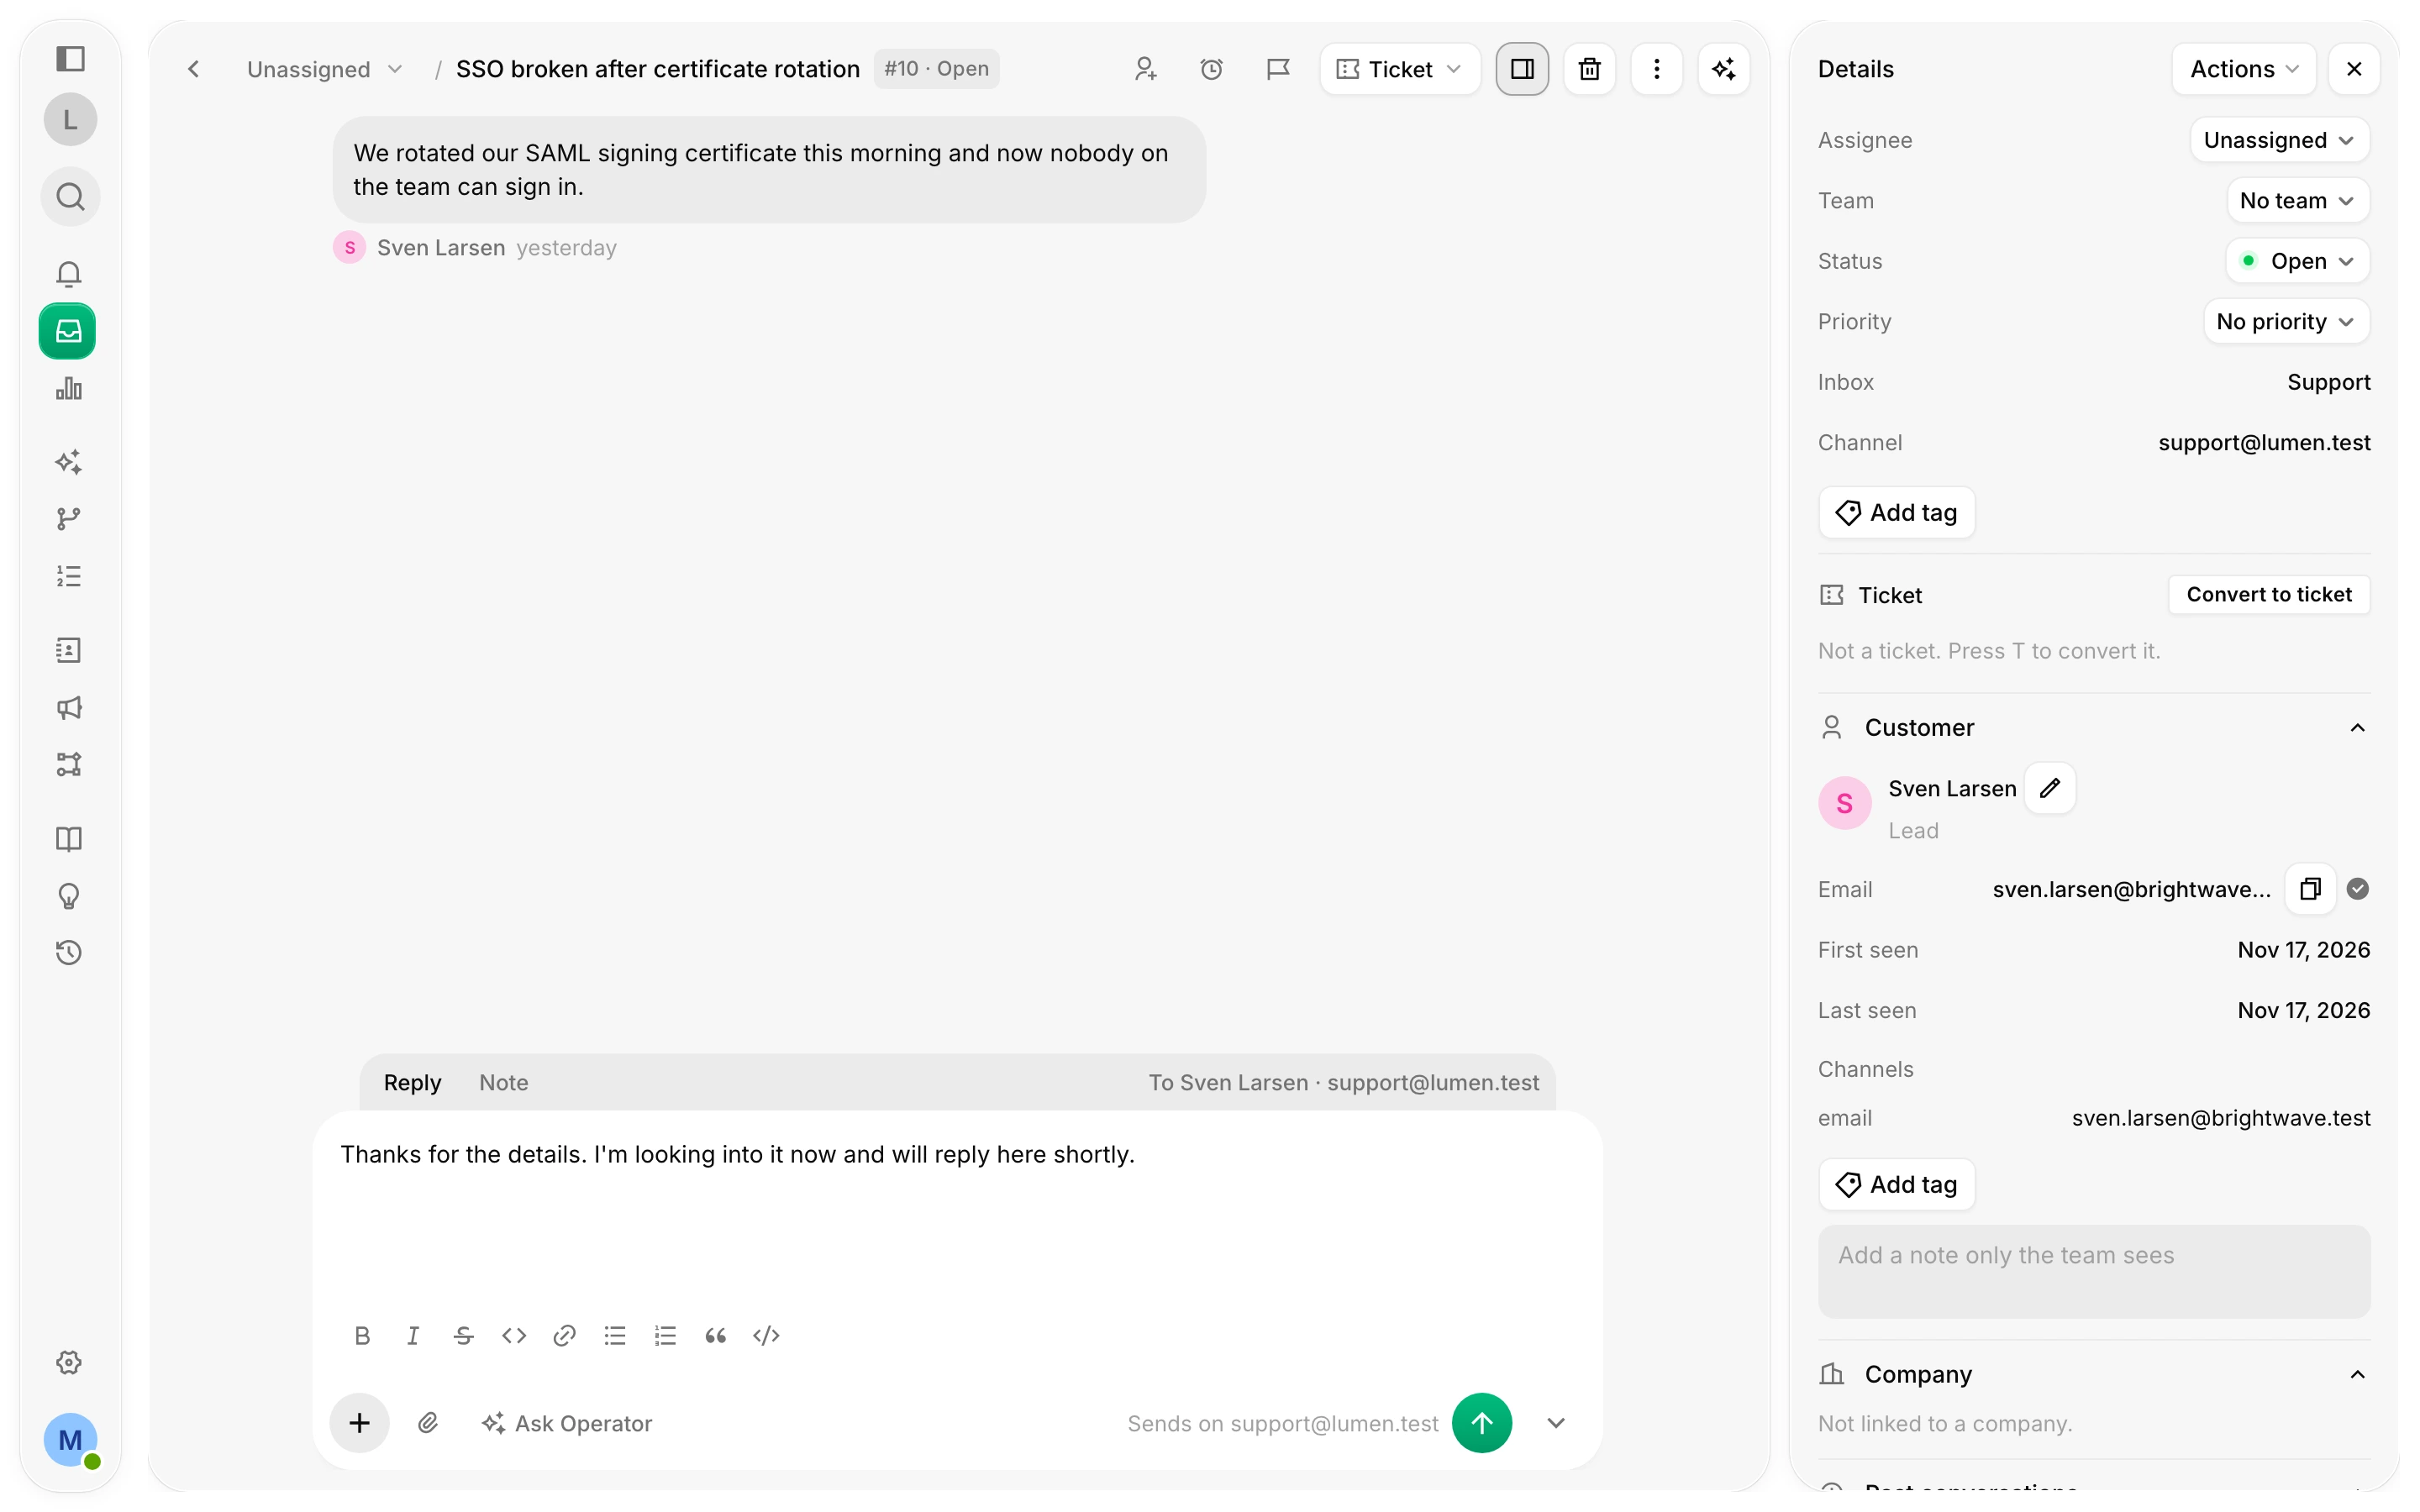 L
Unassigned / SSO broken after certificate rotation #10 · Open
Ticket
We rotated our SAML signing certificate this morning and now nobody on
the team can sign in.
S Sven Larsen yesterday
Reply Note To Sven Larsen · support@lumen.test
Thanks for the details. I'm looking into it now and will reply here shortly.
Ask Operator Sends on support@lumen.test
M
Details Actions
Assignee Unassigned
Team No team
Status Open
Priority No priority
Inbox Support
Channel support@lumen.test
Add tag
Ticket Convert to ticket
Not a ticket. Press T to convert it.
Customer
S Sven Larsen
Lead
Email sven.larsen@brightwave...
First seen Nov 17, 2026
Last seen Nov 17, 2026
Channels
email sven.larsen@brightwave.test
Add tag
Add a note only the team sees
Company
Not linked to a company.
Past conversations